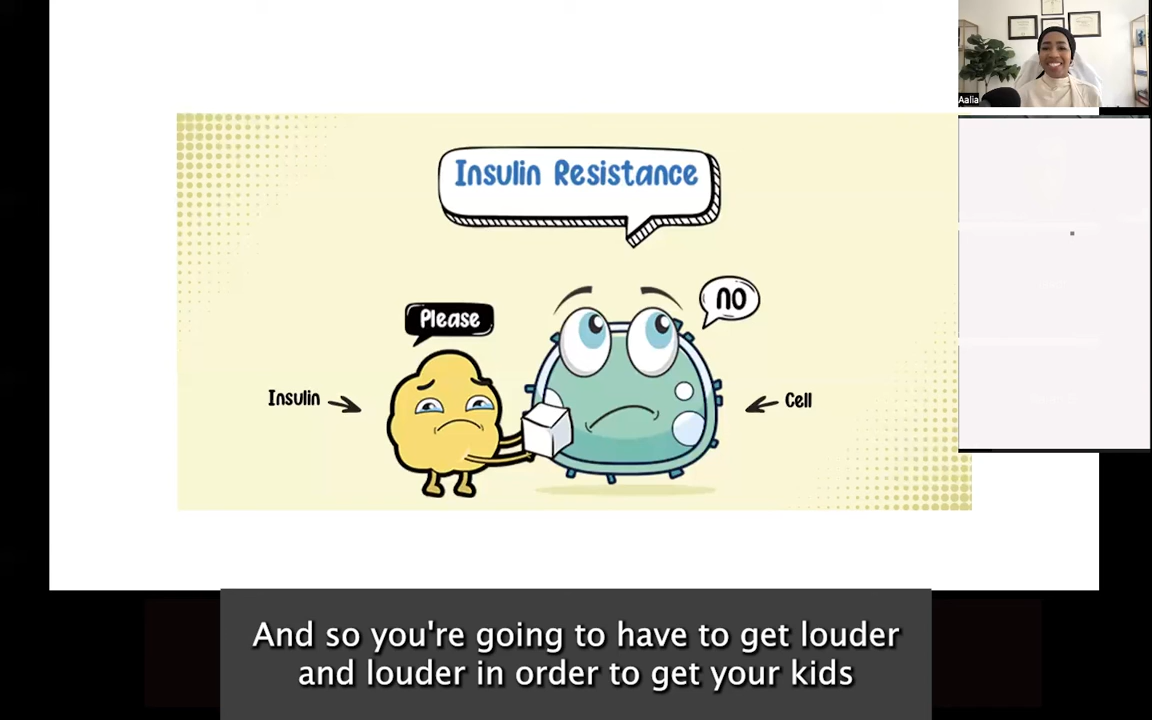 Aalia
Insulin Resistance
NO
Please
Insulin
Cell
And so you're going to have to get louder
and louder in order to get your kids